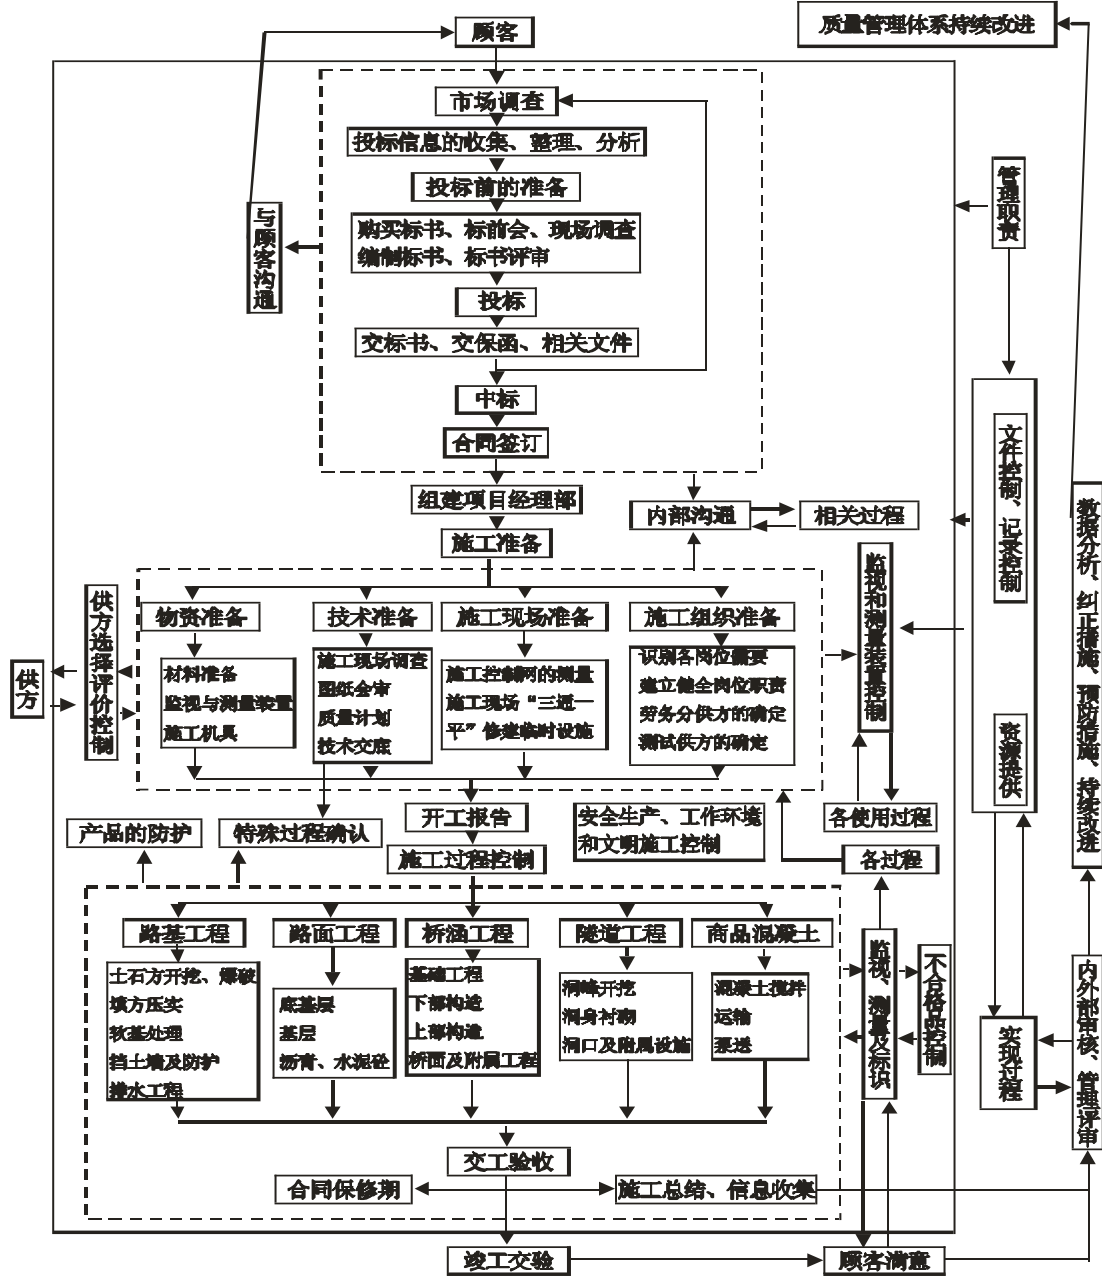 顾客
质量管理体系持续改进
市场调查
投标信息的收集、整理、分析
管理职责
投标前的准备
与顾客沟通
购买标书、标前会、现场调查
编制标书、标书评审
投标
交标书、交保函、相关文件
中标
合同签订
文件控制、记录控制
组建项目经理部
内部沟通
相关过程
施工准备
数据分析、纠正措施、预防措施、持续改进
监视和测量装置控制
供方选择评价控制
物资准备
技术准备
施工现场准备
施工组织准备
供方
材料准备
监视与测量装置
施工机具
施工现场调查
图纸会审
质量计划
技术交底
施工控制网的测量
施工现场“三通一
平”修建临时设施
识别各岗位需要
建立健全岗位职责
劳务分供方的确定
测试供方的确定
资源提供
产品的防护
特殊过程确认
开工报告
安全生产、工作环境
和文明施工控制
各使用过程
施工过程控制
各过程
路基工程
路面工程
桥涵工程
隧道工程
商品混凝土
监视、测量及标识
不合格品控制
内外部审核、管理评审
土石方开挖、爆破
填方压实
软基处理
挡土墙及防护
排水工程
底基层
基层
沥青、水泥砼
基础工程
下部构造
上部构造
桥面及附属工程
洞峰开挖
洞身衬砌
洞口及附属设施
混凝土搅拌
运输
泵送
实现过程
交工验收
合同保修期
施工总结、信息收集
竣工交验
顾客满意